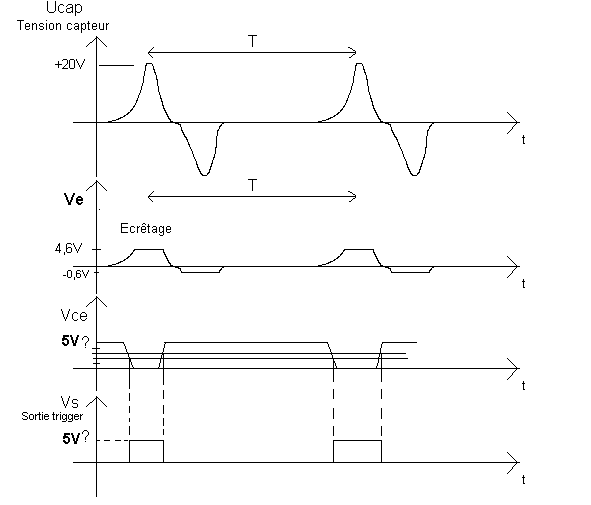 Ucap
Tension capteur
T
+20V
t
T
Ve
Ecrêtage
4,6V
-0,6V
t
Vce
5V?
t
Vs
Sortie trigger
5V?
t